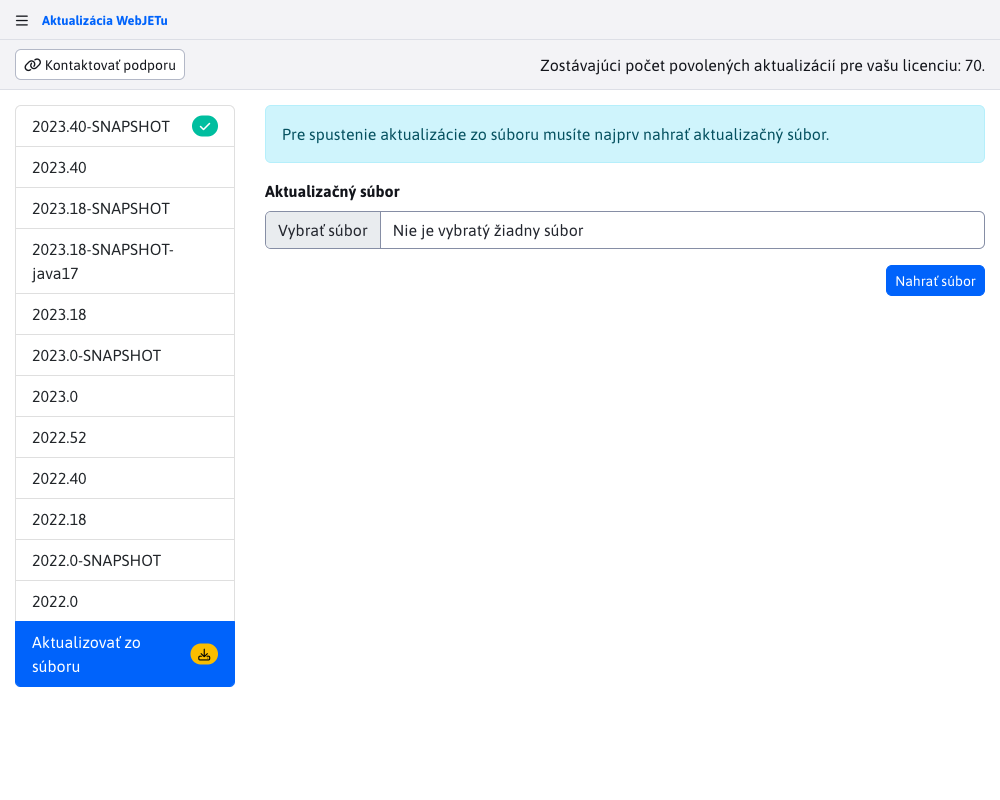 Aktualizácia WebJETu
Kontaktovať podporu
Zostávajúci počet povolených aktualizácií pre vašu licenciu: 70.
2023.40-SNAPSHOT
2023.40
2023.18-SNAPSHOT
2023.18-SNAPSHOT-
java17
2023.18
2023.0-SNAPSHOT
2023.0
2022.52
2022.40
2022.18
2022.0-SNAPSHOT
2022.0
Aktualizovať zo
súboru
Pre spustenie aktualizácie zo súboru musíte najprv nahrať aktualizačný súbor.
Aktualizačný súbor
Vybrať súbor
Nie je vybratý žiadny súbor
Nahrať súbor